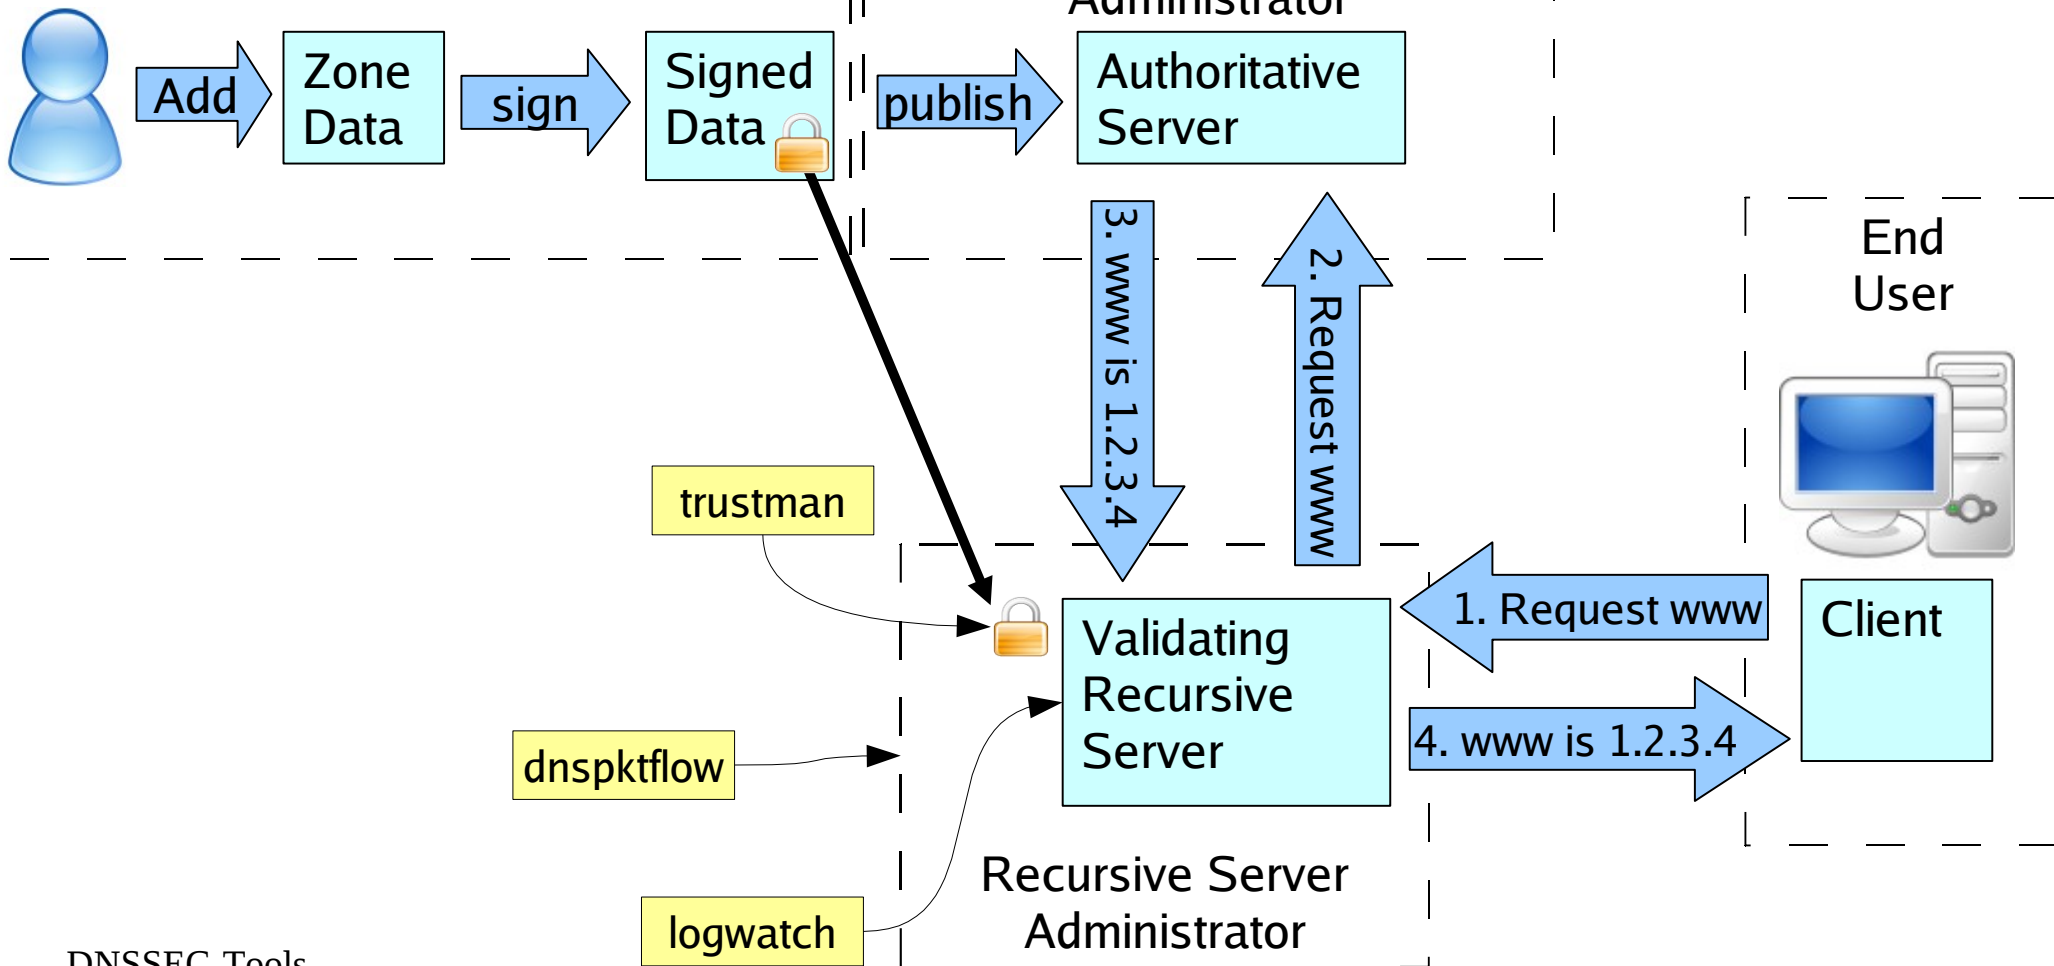 Administrator
Add
Zone
Data
sign
Signed
Data
publish
Authoritative
Server
3. www is 1.2.3.4
2. Request www
End
User
trustman
1. Request www
Client
Validating
Recursive
Server
dnspktflow
4. www is 1.2.3.4
Recursive Server
Administrator
logwatch
DNSSEC Tools